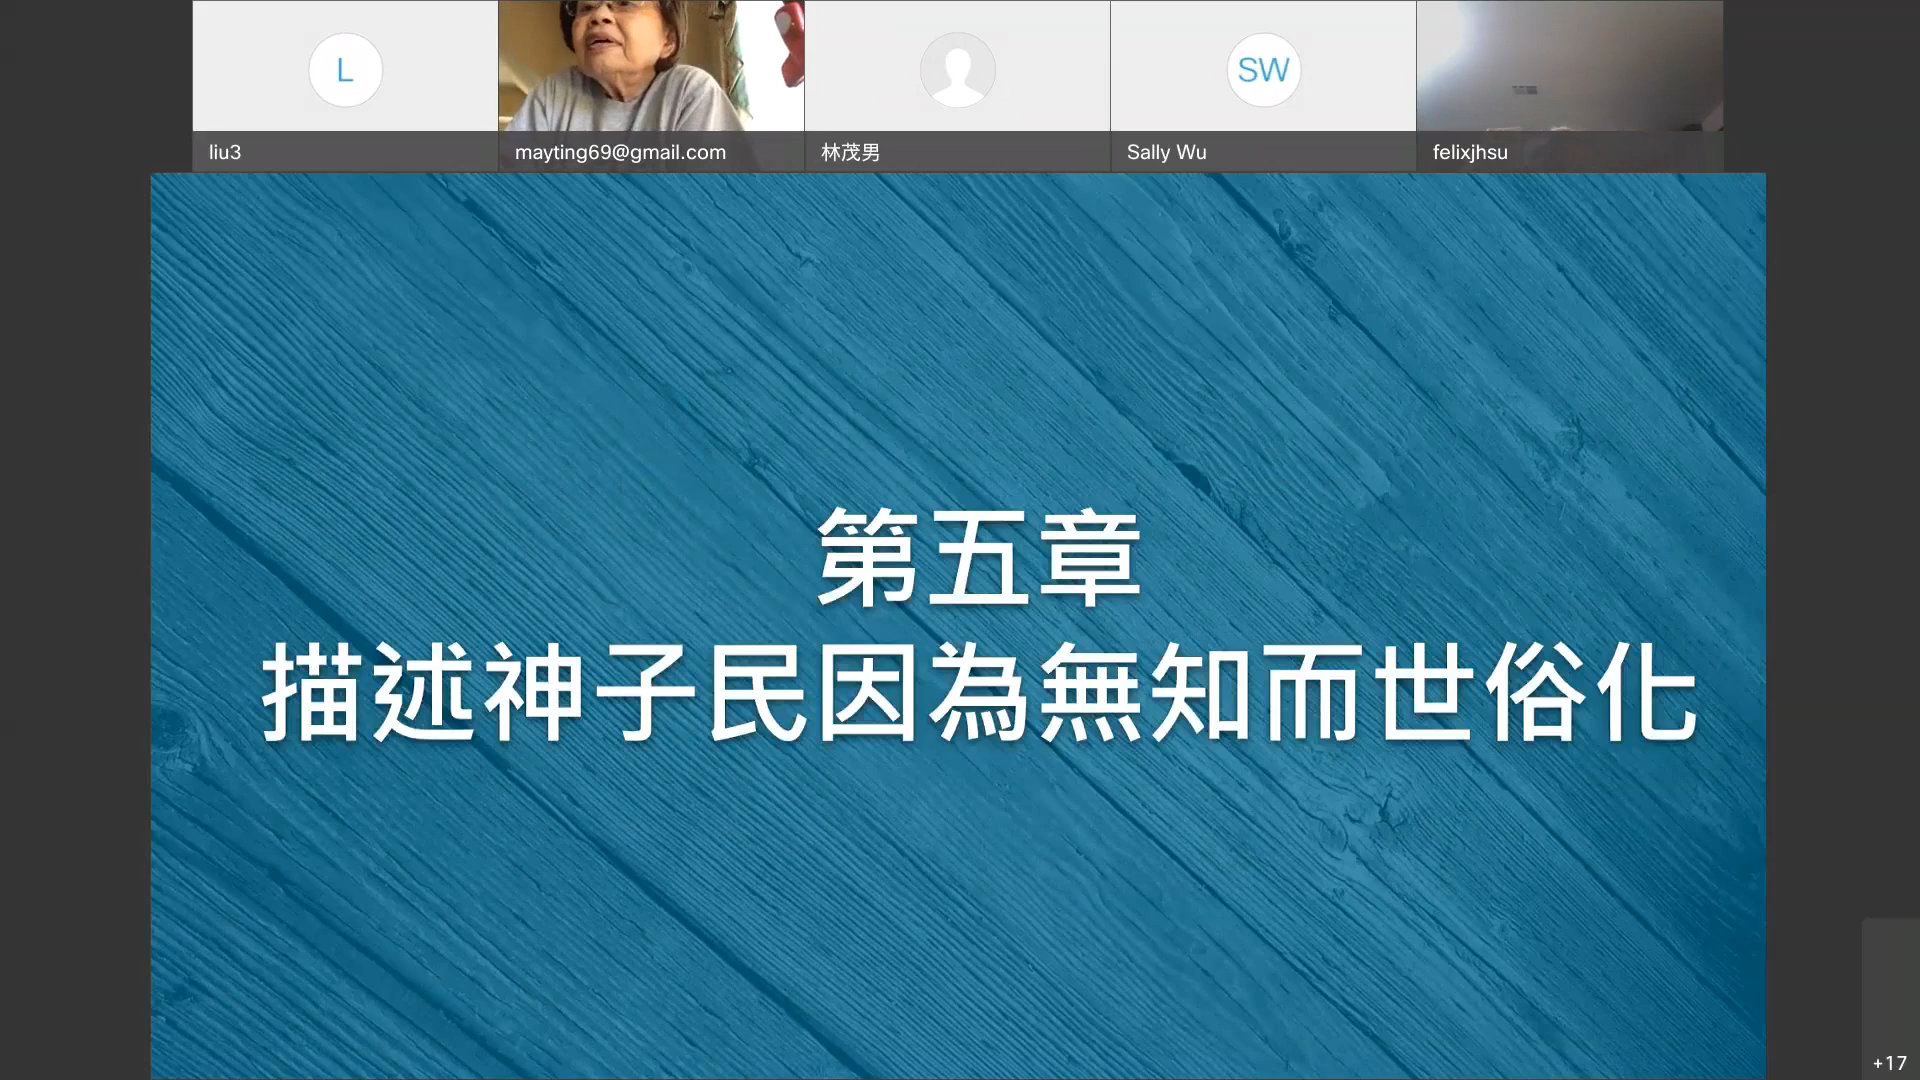 L
SW
liu3
mayting69@gmail.com
林茂男
Sally Wu
felixjhsu
第五章
描述神子民因為無知而世俗化
+17